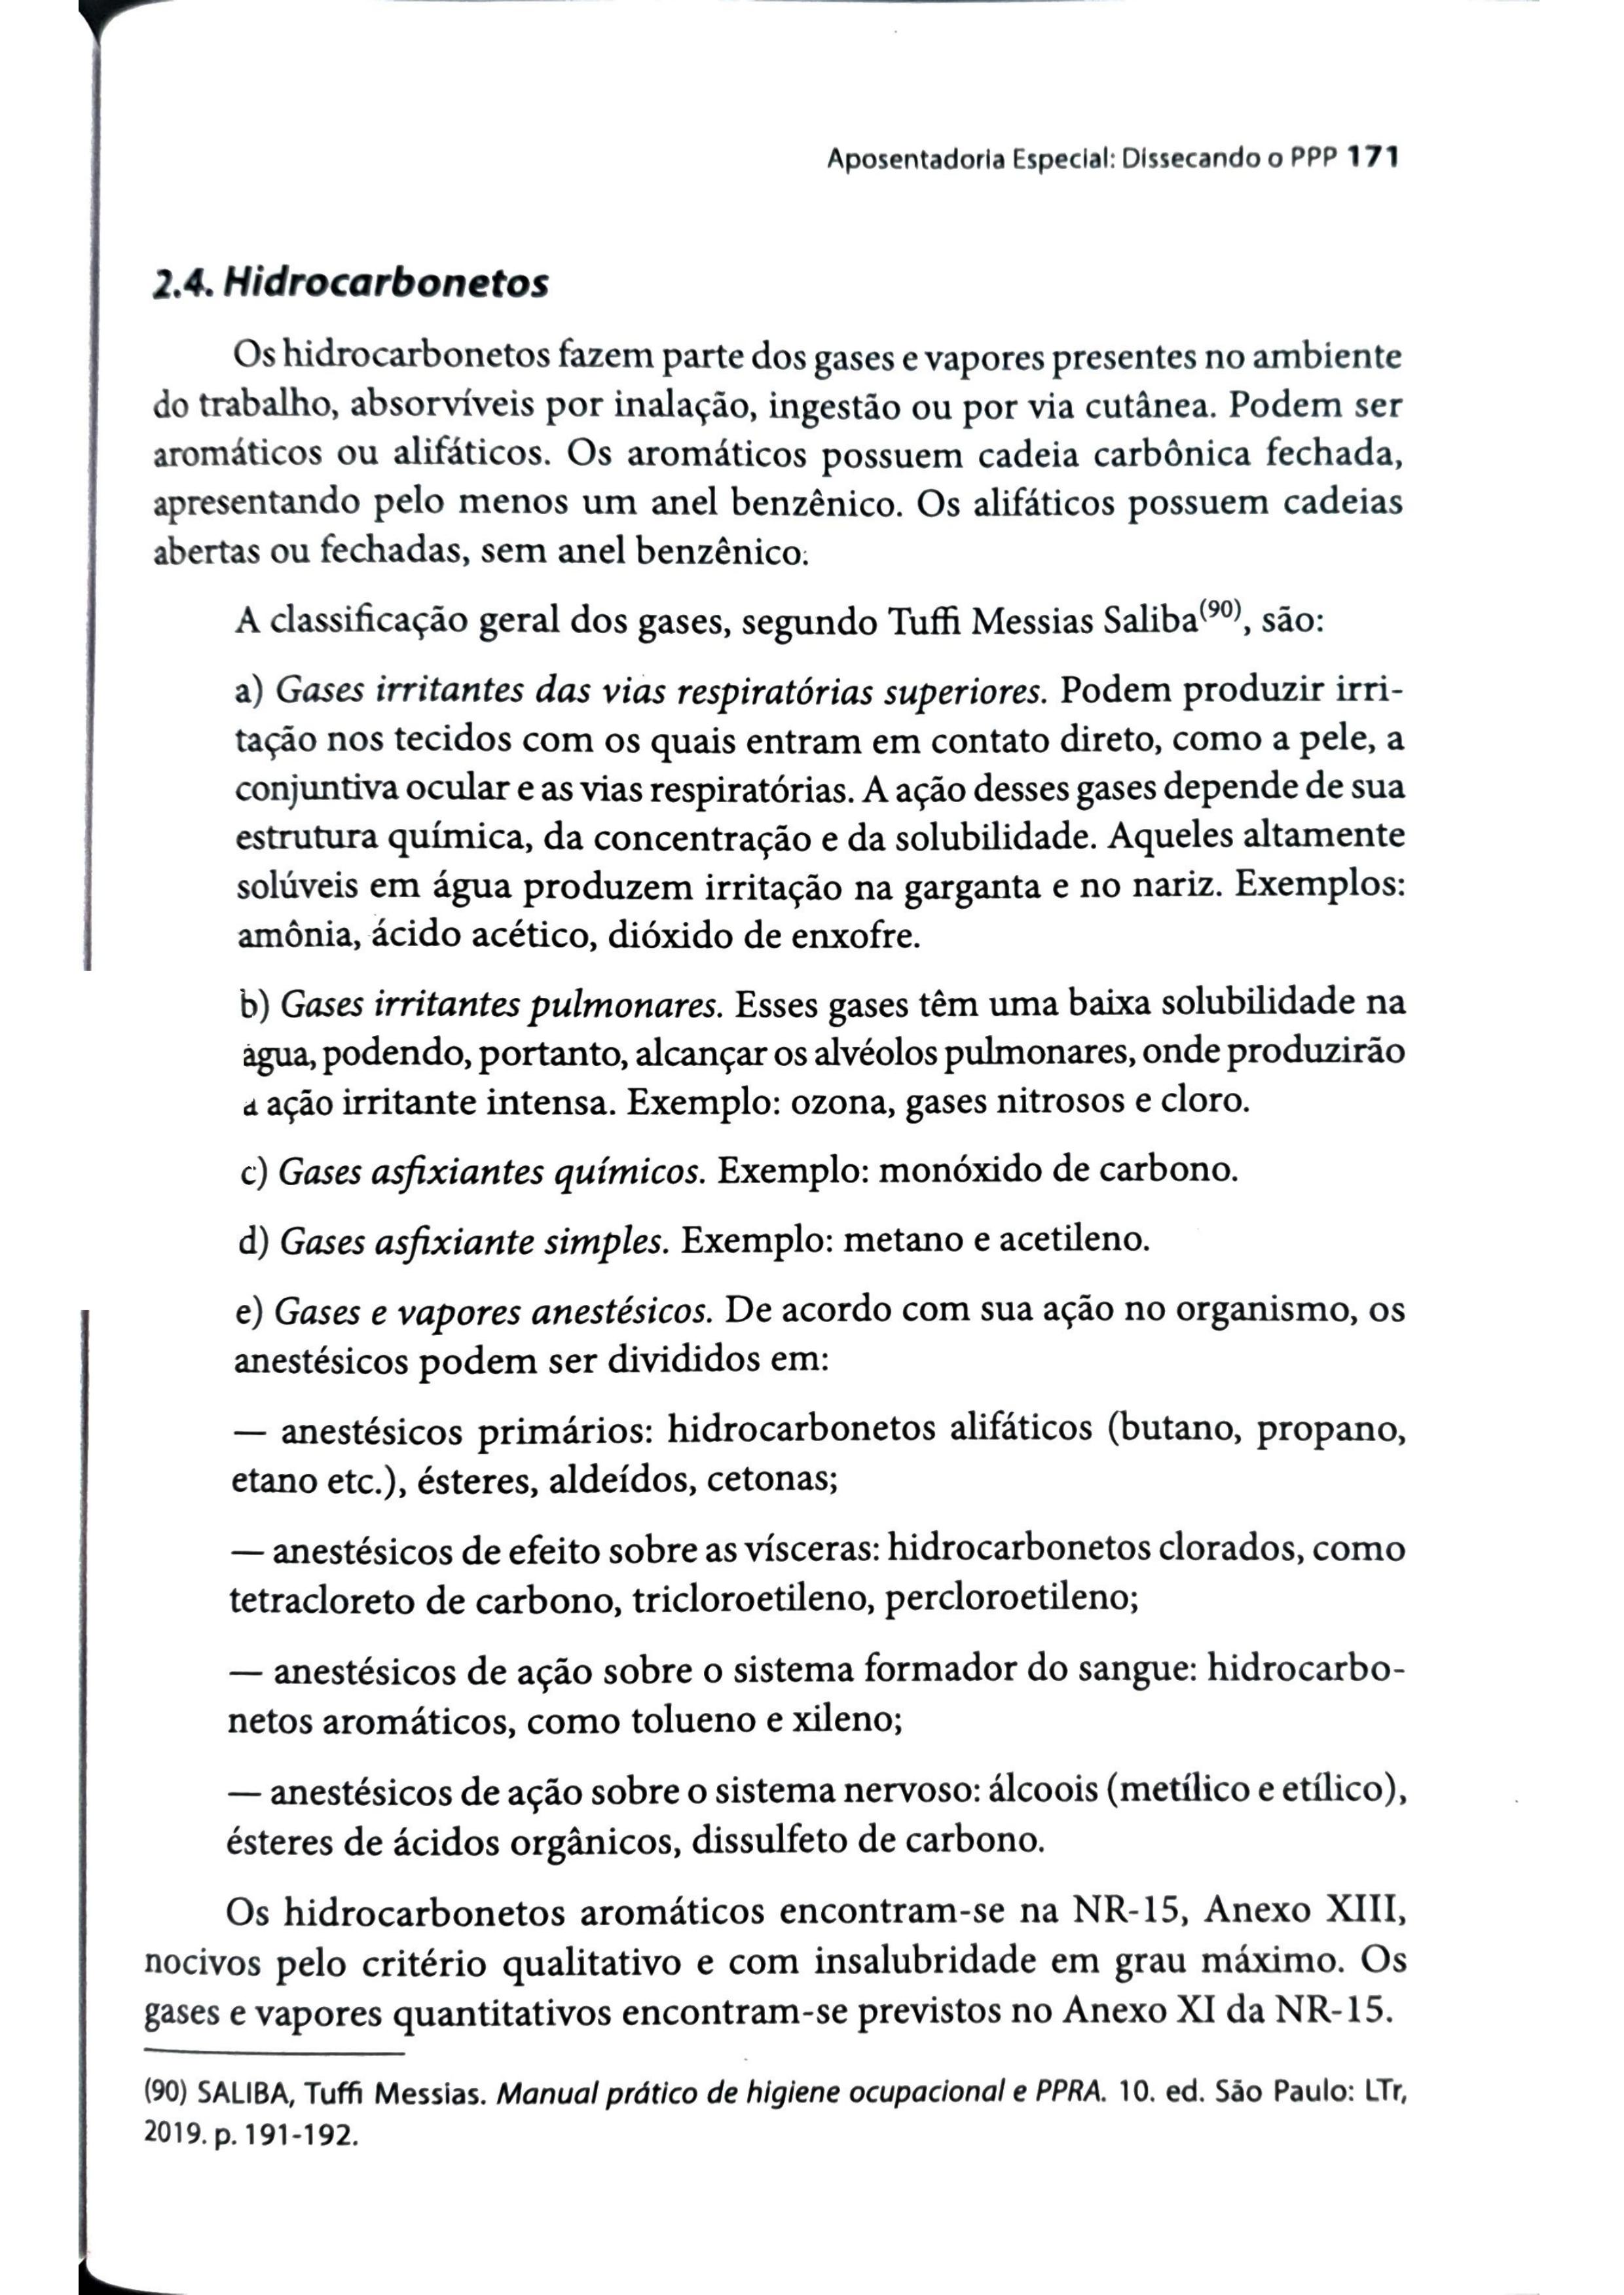 Aposentadoria Especial: Dissecando o PPP 171
2.4. Hidrocarbonetos
Os hidrocarbonetos fazem parte dos gases e vapores presentes no ambiente
do trabalho, absorvíveis por inalação, ingestão ou por via cutânea. Podem ser
aromáticos ou alifáticos. Os aromáticos possuem cadeia carbônica fechada,
apresentando pelo menos um anel benzênico. Os alifáticos possuem cadeias
abertas ou fechadas, sem anel benzênico.
A classificação geral dos gases, segundo Tuffi Messias Saliba(90), são:
a) Gases irritantes das vias respiratórias superiores. Podem produzir irri-
tação nos tecidos com os quais entram em contato direto, como a pele, a
conjuntiva ocular e as vias respiratórias. A ação desses gases depende de sua
estrutura química, da concentração e da solubilidade. Aqueles altamente
solúveis em água produzem irritação na garganta e no nariz. Exemplos:
amônia, ácido acético, dióxido de enxofre.
b) Gases irritantes pulmonares. Esses gases têm uma baixa solubilidade na
água, podendo, portanto, alcançar os alvéolos pulmonares, onde produzirão
a ação irritante intensa. Exemplo: ozona, gases nitrosos e cloro.
c) Gases asfixiantes químicos. Exemplo: monóxido de carbono.
d) Gases asfixiante simples. Exemplo: metano e acetileno.
e) Gases e vapores anestésicos. De acordo com sua ação no organismo, os
anestésicos podem ser divididos em:
— anestésicos primários: hidrocarbonetos alifáticos (butano, propano,
etano etc.), ésteres, aldeídos, cetonas;
— anestésicos de efeito sobre as vísceras: hidrocarbonetos clorados, como
tetracloreto de carbono, tricloroetileno, percloroetileno;
— anestésicos de ação sobre o sistema formador do sangue: hidrocarbo-
netos aromáticos, como tolueno e xileno;
— anestésicos de ação sobre o sistema nervoso: álcoois (metílico e etílico),
ésteres de ácidos orgânicos, dissulfeto de carbono.
Os hidrocarbonetos aromáticos encontram-se na NR-15, Anexo XIII,
nocivos pelo critério qualitativo e com insalubridade em grau máximo. Os
gases e vapores quantitativos encontram-se previstos no Anexo XI da NR-15.
(90) SALIBA, Tuffi Messias. Manual prático de higiene ocupacional e PPRA. 10. ed. São Paulo: LTr,
2019. p. 191-192.